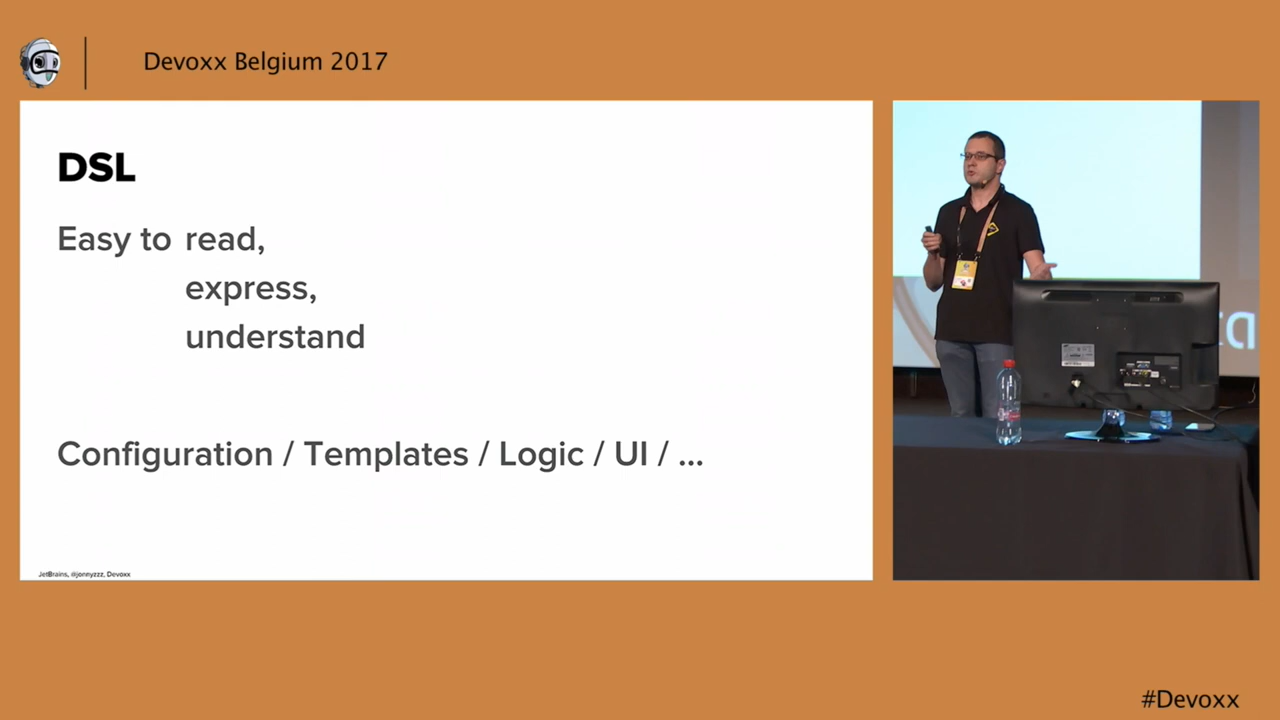 Devoxx Belgium 2017
DSL
Easy to read,
express,
understand
Configuration / Templates / Logic / UI / ...
JetBrains, @jonnyzzz, Devoxx
#Devoxx